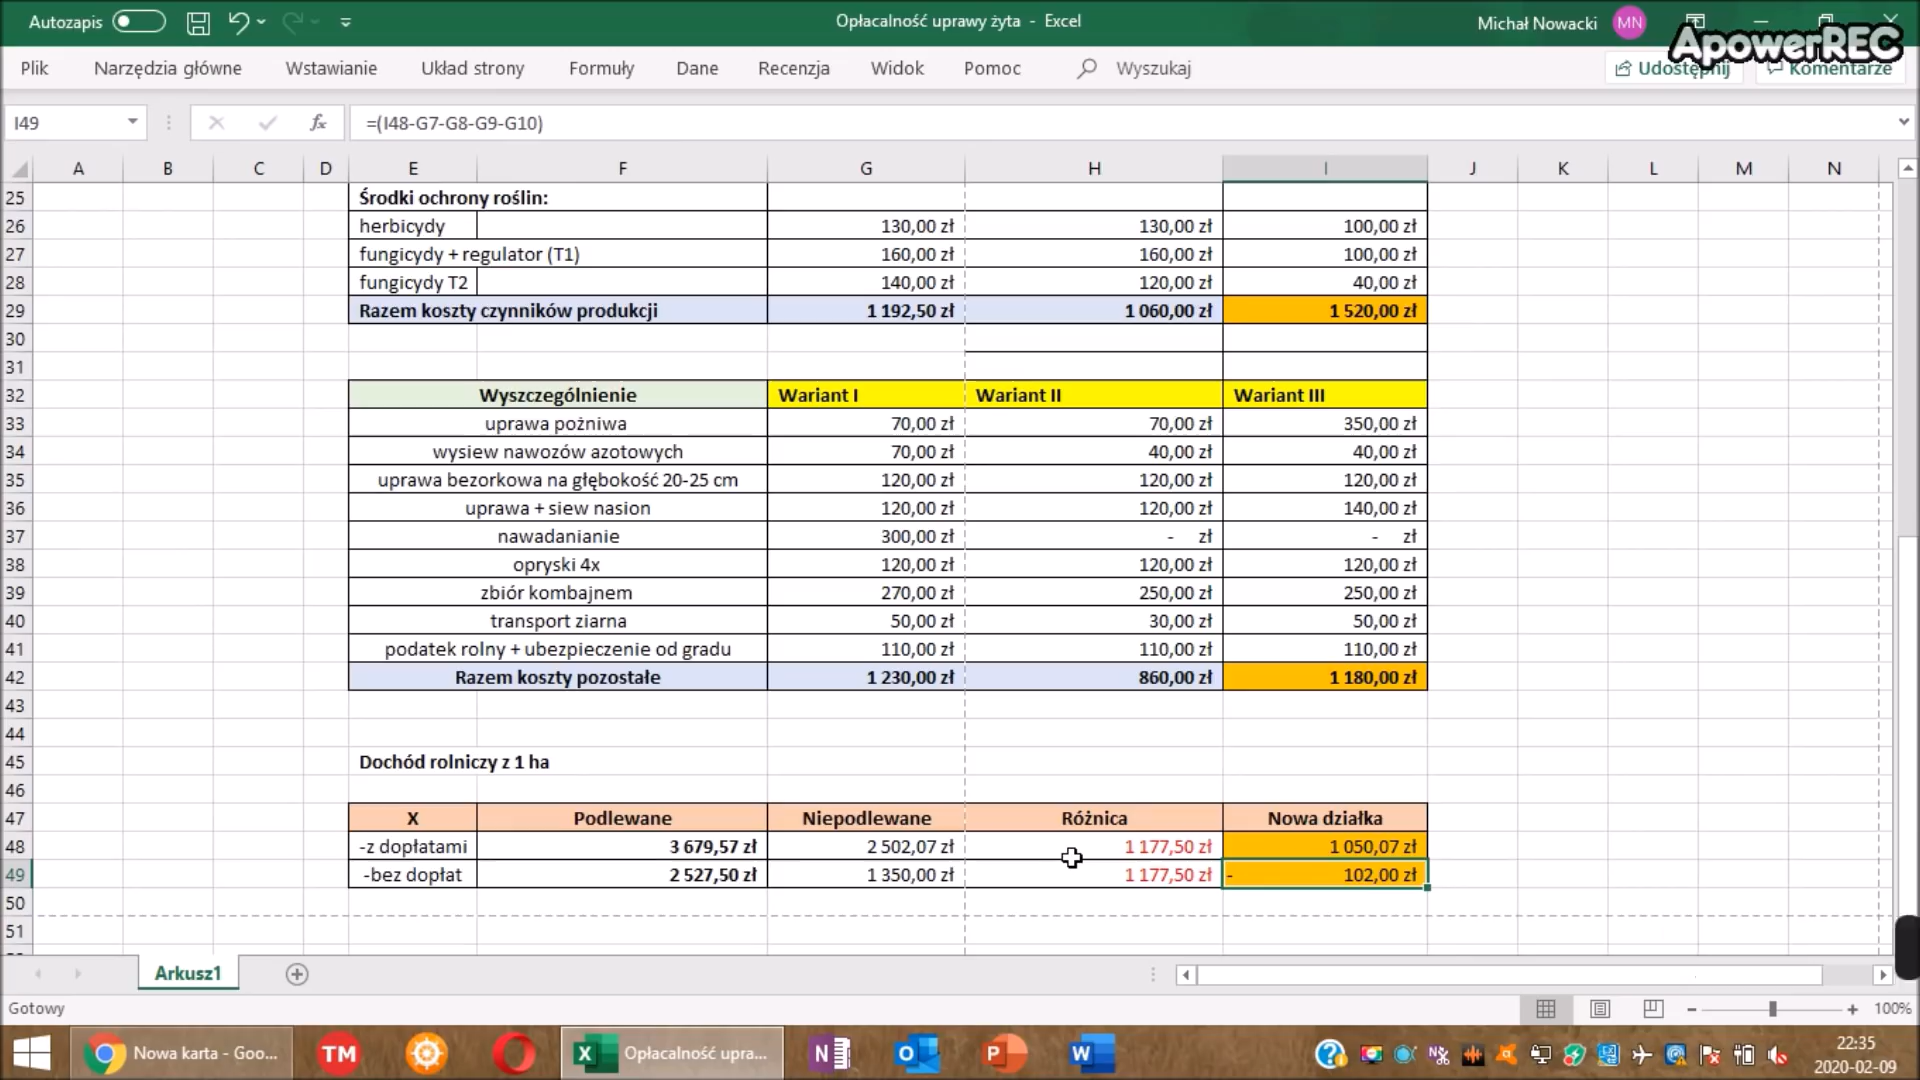 Autozapis
Opłacalność uprawy żyta - Excel
Michał Nowacki MN
ApowerREC
Plik Narzędzia główne Wstawianie Układ strony Formuły Dane Recenzja Widok Pomoc Wyszukaj Udostępnij Komentarze
I49 fx =(I48-G7-G8-G9-G10)
A B C D E F G H I J K L M N
25 Środki ochrony roślin:
26 herbicydy 130,00 zł 130,00 zł 100,00 zł
27 fungicydy + regulator (T1) 160,00 zł 160,00 zł 100,00 zł
28 fungicydy T2 140,00 zł 120,00 zł 40,00 zł
29 Razem koszty czynników produkcji 1 192,50 zł 1 060,00 zł 1 520,00 zł
30
31
32 Wyszczególnienie Wariant I Wariant II Wariant III
33 uprawa pożniwa 70,00 zł 70,00 zł 350,00 zł
34 wysiew nawozów azotowych 70,00 zł 40,00 zł 40,00 zł
35 uprawa bezorkowa na głębokość 20-25 cm 120,00 zł 120,00 zł 120,00 zł
36 uprawa + siew nasion 120,00 zł 120,00 zł 140,00 zł
37 nawadanianie 300,00 zł - zł - zł
38 opryski 4x 120,00 zł 120,00 zł 120,00 zł
39 zbiór kombajnem 270,00 zł 250,00 zł 250,00 zł
40 transport ziarna 50,00 zł 30,00 zł 50,00 zł
41 podatek rolny + ubezpieczenie od gradu 110,00 zł 110,00 zł 110,00 zł
42 Razem koszty pozostałe 1 230,00 zł 860,00 zł 1 180,00 zł
43
44
45 Dochód rolniczy z 1 ha
46
47 X Podlewane Niepodlewane Różnica Nowa działka
48 -z dopłatami 3 679,57 zł 2 502,07 zł 1 177,50 zł 1 050,07 zł
49 -bez dopłat 2 527,50 zł 1 350,00 zł 1 177,50 zł - 102,00 zł
50
51
Arkusz1
Gotowy
100%
Nowa karta - Goo...
TM
Opłacalność upra...
22:35
2020-02-09